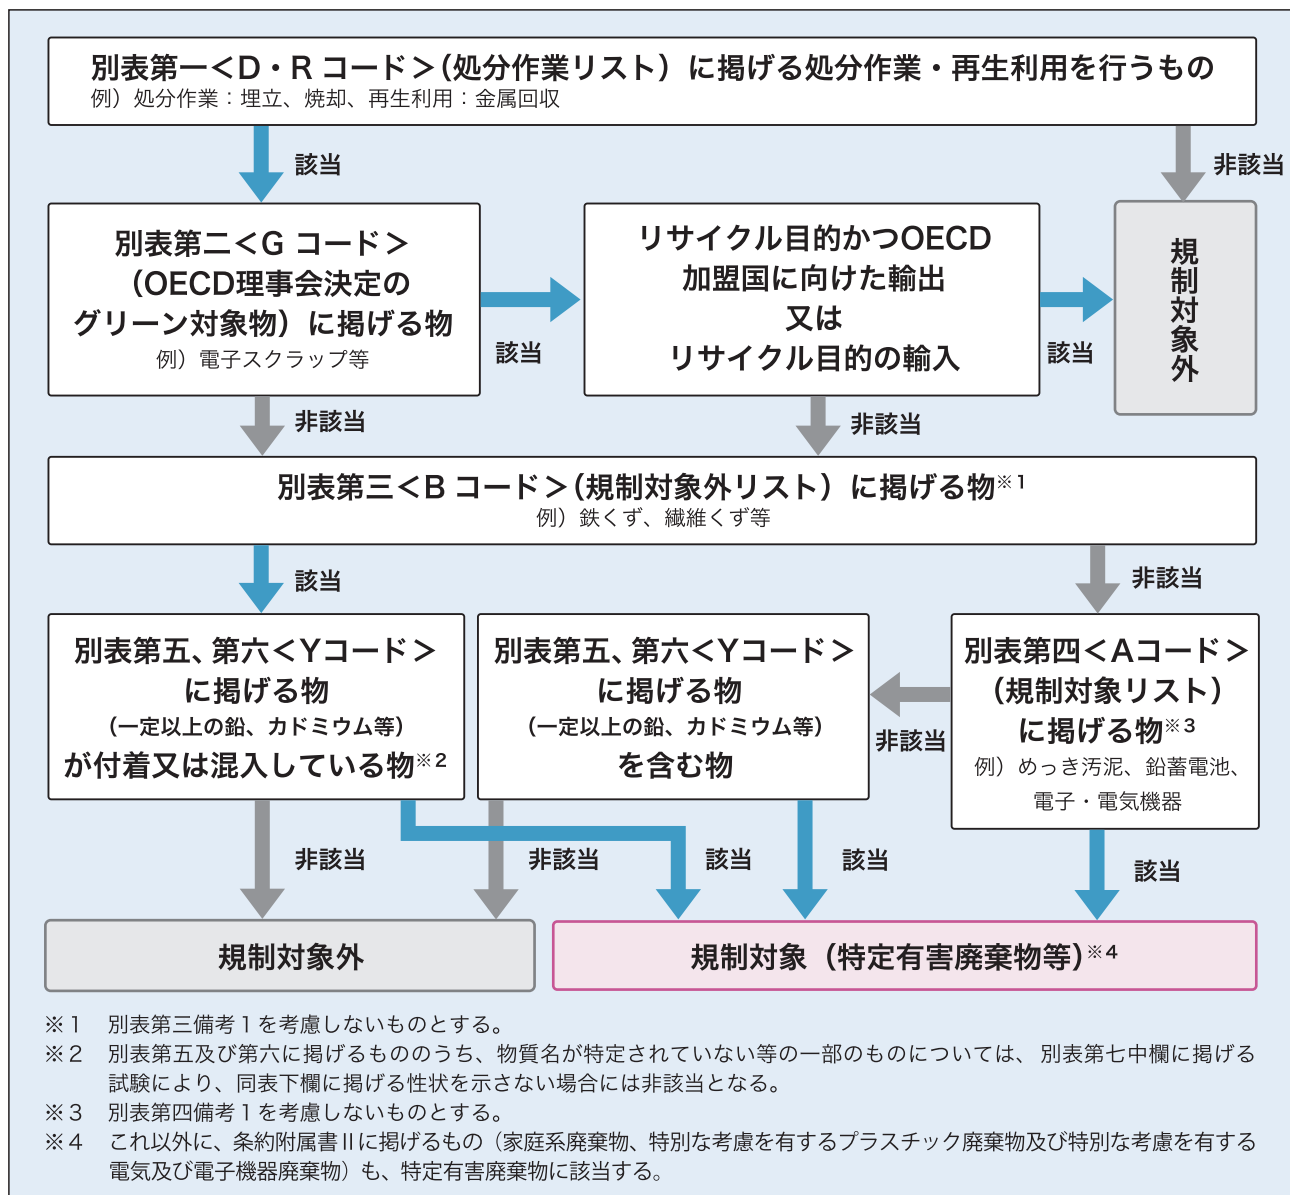 別表第一＜D・R コード＞（処分作業リスト）に掲げる処分作業・再生利用を行うもの
例）処分作業：埋立、焼却、再生利用：金属回収
該当
非該当
別表第二＜G コード＞
（OECD理事会決定の
グリーン対象物）に掲げる物
例）電子スクラップ等
該当
リサイクル目的かつOECD
加盟国に向けた輸出
又は
リサイクル目的の輸入
該当
規制対象外
非該当
非該当
別表第三＜B コード＞（規制対象外リスト）に掲げる物※1
例）鉄くず、繊維くず等
該当
非該当
別表第五、第六＜Yコード＞
に掲げる物
（一定以上の鉛、カドミウム等）
が付着又は混入している物※2
別表第五、第六＜Yコード＞
に掲げる物
（一定以上の鉛、カドミウム等）
を含む物
非該当
別表第四＜Aコード＞
（規制対象リスト）
に掲げる物※3
例）めっき汚泥、鉛蓄電池、
電子・電気機器
非該当
非該当
該当
該当
該当
規制対象外
規制対象（特定有害廃棄物等）※4
※1 別表第三備考1を考慮しないものとする。
※2 別表第五及び第六に掲げるもののうち、物質名が特定されていない等の一部のものについては、別表第七中欄に掲げる
試験により、同表下欄に掲げる性状を示さない場合には非該当となる。
※3 別表第四備考1を考慮しないものとする。
※4 これ以外に、条約附属書Ⅱに掲げるもの（家庭系廃棄物、特別な考慮を有するプラスチック廃棄物及び特別な考慮を有する
電気及び電子機器廃棄物）も、特定有害廃棄物に該当する。